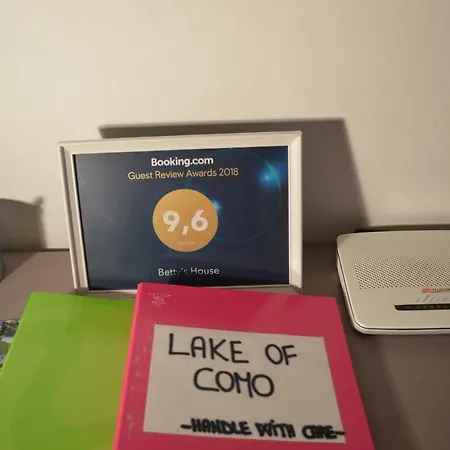 Booking.com
Guest Review Awards 2018
9,6
Betty's House
LAKE OF
COMO
-HANDLE WITH CARE-